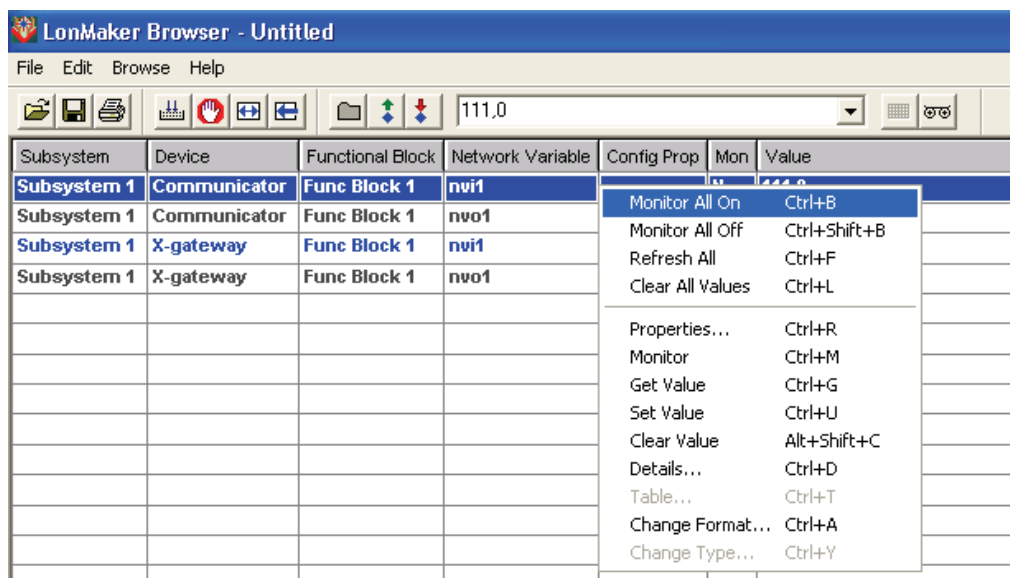 LonMaker Browser - Untitled
File Edit Browse Help
111,0
Subsystem Device Functional Block Network Variable Config Prop Mon Value
Subsystem 1 Communicator Func Block 1 nvi1
Subsystem 1 Communicator Func Block 1 nvo1
Subsystem 1 X-gateway Func Block 1 nvi1
Subsystem 1 X-gateway Func Block 1 nvo1
Monitor All On Ctrl+B
Monitor All Off Ctrl+Shift+B
Refresh All Ctrl+F
Clear All Values Ctrl+L
Properties... Ctrl+R
Monitor Ctrl+M
Get Value Ctrl+G
Set Value Ctrl+U
Clear Value Alt+Shift+C
Details... Ctrl+D
Table... Ctrl+T
Change Format... Ctrl+A
Change Type... Ctrl+Y